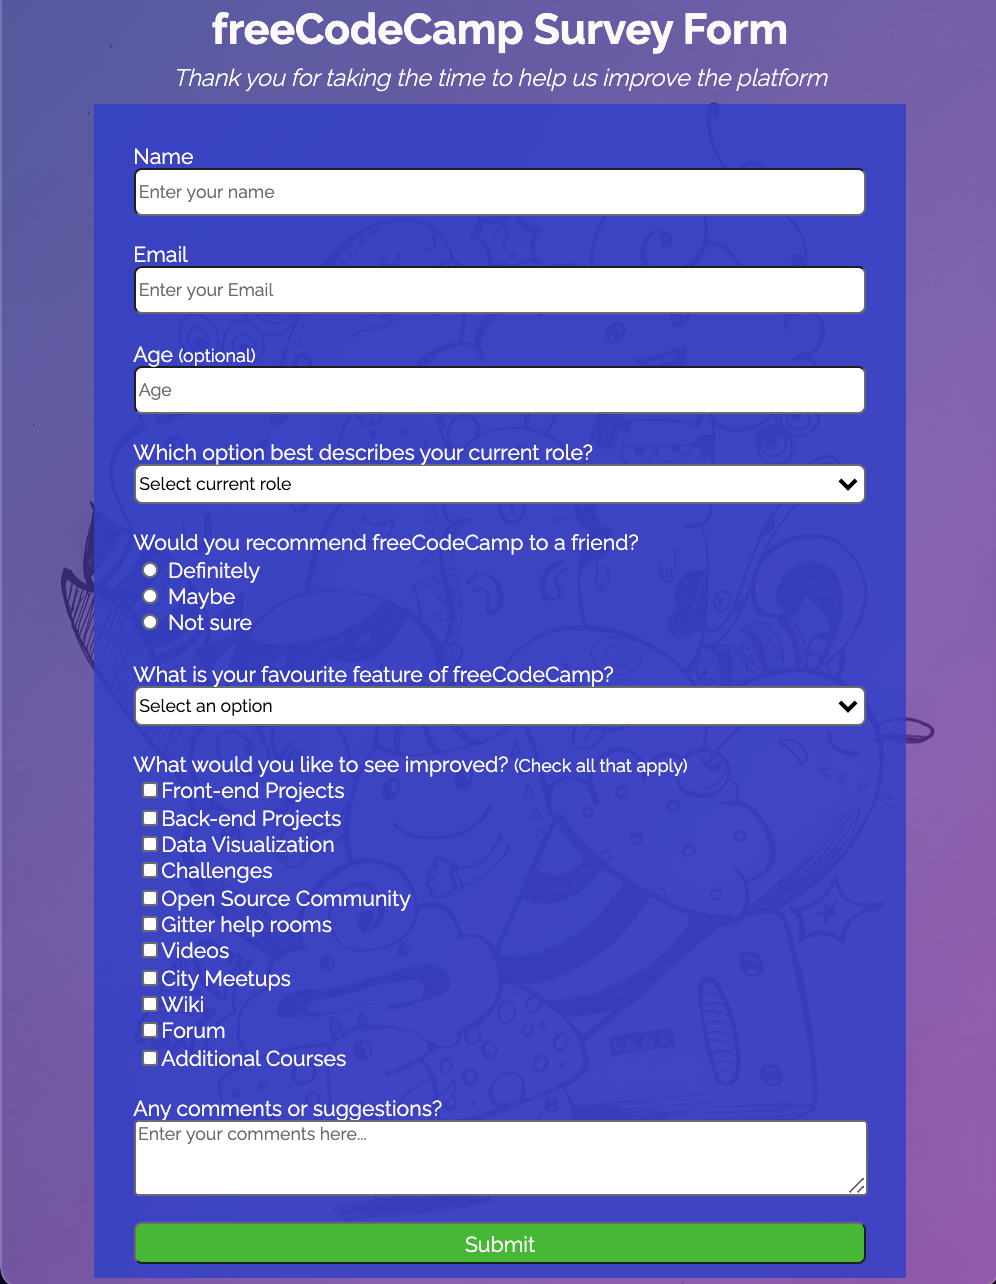 freeCodeCamp Survey Form
Thank you for taking the time to help us improve the platform
Name
Enter your name
Email
Enter your Email
Age (optional)
Age
Which option best describes your current role?
Select current role
Would you recommend freeCodeCamp to a friend?
Definitely
Maybe
Not sure
What is your favourite feature of freeCodeCamp?
Select an option
What would you like to see improved? (Check all that apply)
Front-end Projects
Back-end Projects
Data Visualization
Challenges
Open Source Community
Gitter help rooms
Videos
City Meetups
Wiki
Forum
Additional Courses
Any comments or suggestions?
Enter your comments here...
Submit